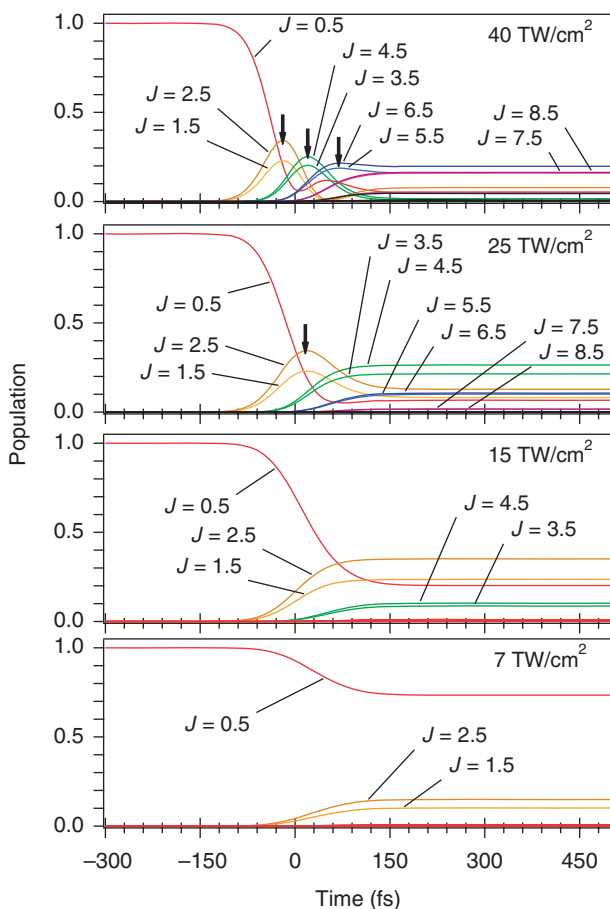 1.0
0.5
0.0
J = 0.5
J = 2.5
J = 1.5
J = 4.5
J = 3.5
J = 6.5
J = 5.5
40 TW/cm²
J = 8.5
J = 7.5
1.0
0.5
0.0
J = 0.5
J = 2.5
J = 1.5
25 TW/cm²
J = 3.5
J = 4.5
J = 5.5
J = 6.5
J = 7.5
J = 8.5
1.0
0.5
0.0
J = 0.5
J = 2.5
J = 1.5
15 TW/cm²
J = 4.5
J = 3.5
1.0
0.5
0.0
7 TW/cm²
J = 0.5
J = 2.5
J = 1.5
−300 −150 0 150 300 450
Time (fs)
Population